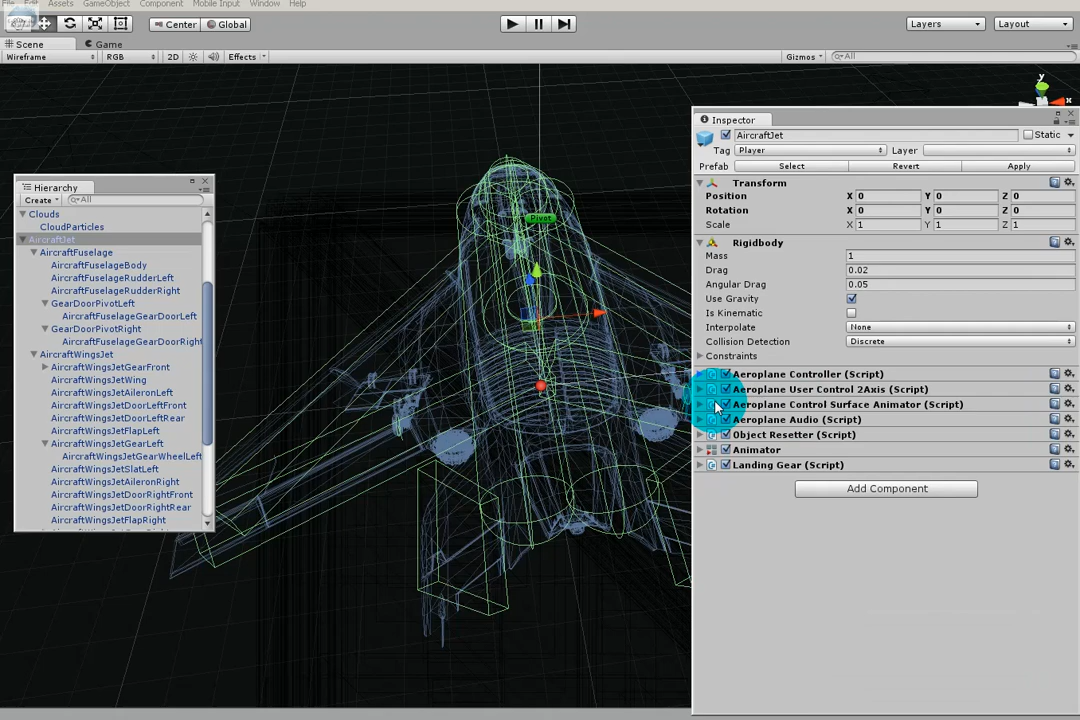 File Edit Assets GameObject Component Mobile Input Window Help
Center Global Layers Layout
Scene Game
Wireframe RGB 2D Effects Gizmos All
y
x
Inspector
AircraftJet Static
Tag Player Layer
Prefab Select Revert Apply
Transform
Position X 0 Y 0 Z 0
Rotation X 0 Y 0 Z 0
Scale X 1 Y 1 Z 1
Rigidbody
Mass 1
Drag 0.02
Angular Drag 0.05
Use Gravity
Is Kinematic
Interpolate None
Collision Detection Discrete
Constraints
Aeroplane Controller (Script)
Aeroplane User Control 2Axis (Script)
Aeroplane Control Surface Animator (Script)
Aeroplane Audio (Script)
Object Resetter (Script)
Animator
Landing Gear (Script)
Add Component
Pivot
Hierarchy
Create All
Clouds
CloudParticles
AircraftJet
AircraftFuselage
AircraftFuselageBody
AircraftFuselageRudderLeft
AircraftFuselageRudderRight
GearDoorPivotLeft
AircraftFuselageGearDoorLeft
GearDoorPivotRight
AircraftFuselageGearDoorRight
AircraftWingsJet
AircraftWingsJetGearFront
AircraftWingsJetWing
AircraftWingsJetAileronLeft
AircraftWingsJetDoorLeftFront
AircraftWingsJetDoorLeftRear
AircraftWingsJetFlapLeft
AircraftWingsJetGearLeft
AircraftWingsJetGearWheelLeft
AircraftWingsJetSlatLeft
AircraftWingsJetAileronRight
AircraftWingsJetDoorRightFront
AircraftWingsJetDoorRightRear
AircraftWingsJetFlapRight